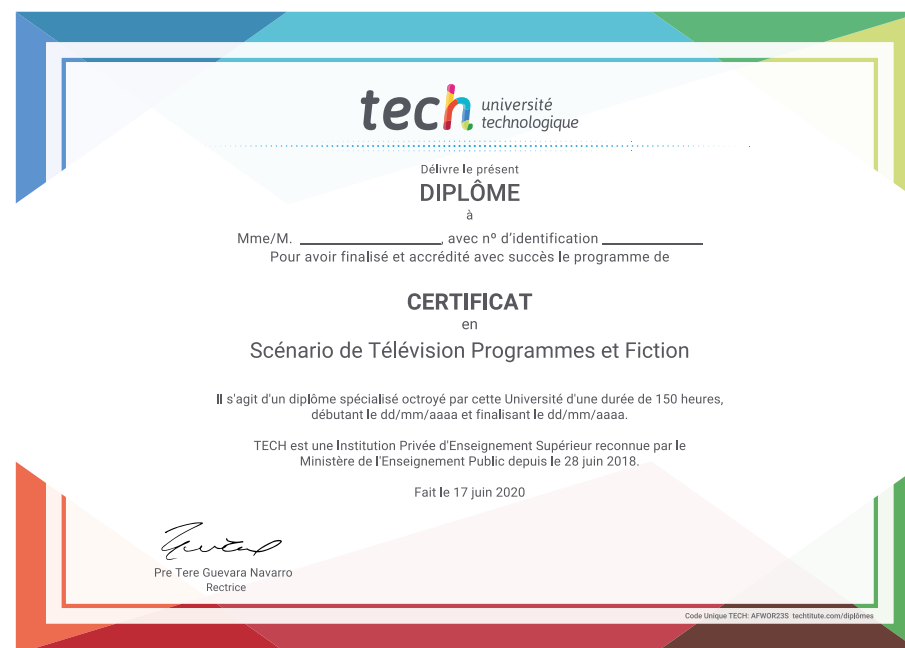 tech université
technologique
Délivre le présent
DIPLÔME
à
Mme/M. ____________________, avec nº d'identification ______________
Pour avoir finalisé et accrédité avec succès le programme de
CERTIFICAT
en
Scénario de Télévision Programmes et Fiction
Il s'agit d'un diplôme spécialisé octroyé par cette Université d'une durée de 150 heures,
débutant le dd/mm/aaaa et finalisant le dd/mm/aaaa.
TECH est une Institution Privée d'Enseignement Supérieur reconnue par le
Ministère de l'Enseignement Public depuis le 28 juin 2018.
Fait le 17 juin 2020
Pre Tere Guevara Navarro
Rectrice
Code Unique TECH: AFWOR23S techtitute.com/diplômes